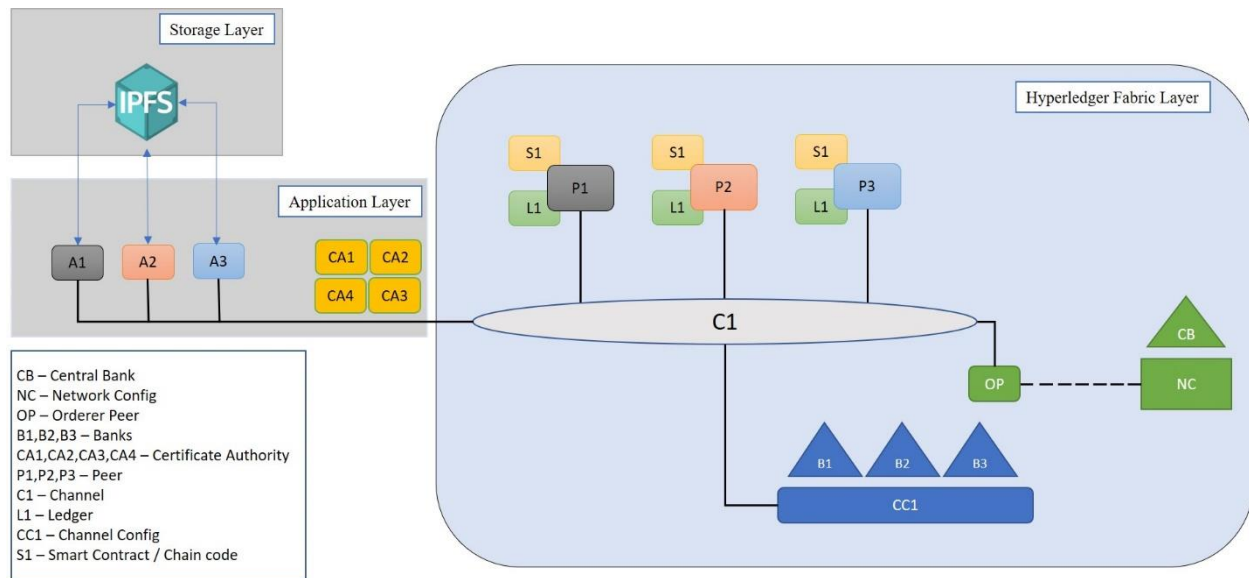 Storage Layer
IPFS
Hyperledger Fabric Layer
S1
P1
L1
S1
P2
L1
S1
P3
L1
Application Layer
A1
A2
A3
CA1
CA2
CA4
CA3
C1
CB
OP
NC
B1
B2
B3
CC1
CB – Central Bank
NC – Network Config
OP – Orderer Peer
B1,B2,B3 – Banks
CA1,CA2,CA3,CA4 – Certificate Authority
P1,P2,P3 – Peer
C1 – Channel
L1 – Ledger
CC1 – Channel Config
S1 – Smart Contract / Chain code